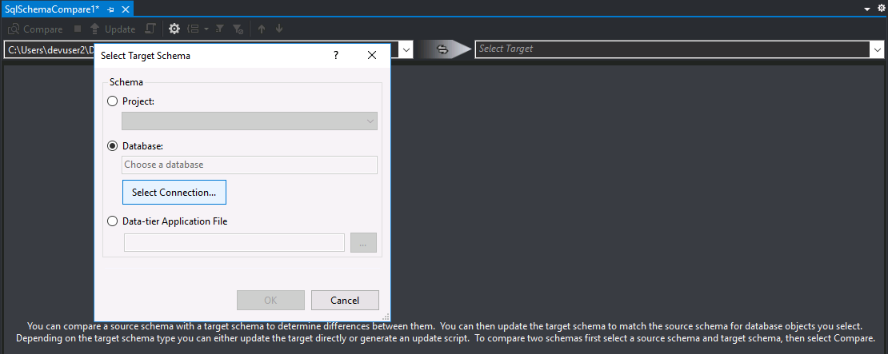 SqlSchemaCompare1*
Compare
Update
C:\Users\devuser2\D
Select Target
Select Target Schema
?
Schema
Project:
Database:
Choose a database
Select Connection...
Data-tier Application File
...
OK
Cancel
You can compare a source schema with a target schema to determine differences between them. You can then update the target schema to match the source schema for database objects you select.
Depending on the target schema type you can either update the target directly or generate an update script. To compare two schemas first select a source schema and target schema, then select Compare.